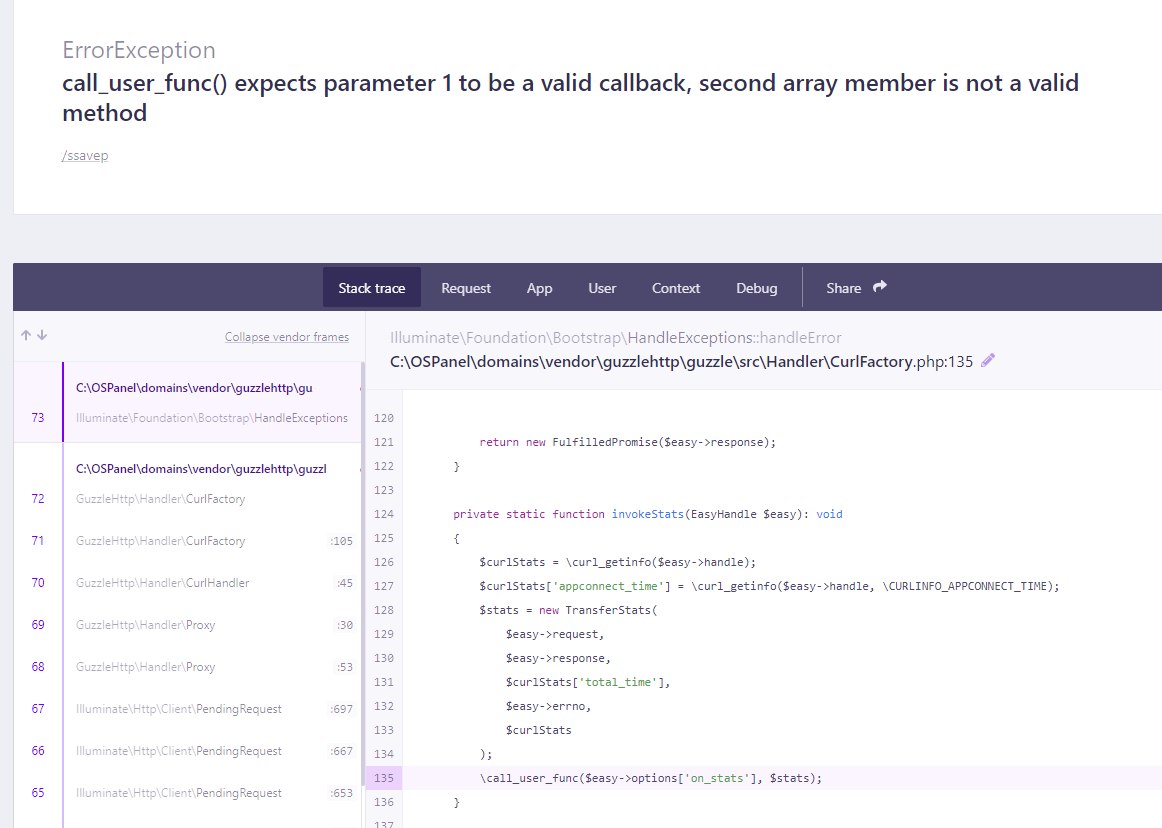 ErrorException
call_user_func() expects parameter 1 to be a valid callback, second array member is not a valid
method
/ssavep
Stack trace Request App User Context Debug Share
Collapse vendor frames
C:\OSPanel\domains\vendor\guzzlehttp\gu
73 Illuminate\Foundation\Bootstrap\HandleExceptions
C:\OSPanel\domains\vendor\guzzlehttp\guzzl
72 GuzzleHttp\Handler\CurlFactory
71 GuzzleHttp\Handler\CurlFactory :105
70 GuzzleHttp\Handler\CurlHandler :45
69 GuzzleHttp\Handler\Proxy :30
68 GuzzleHttp\Handler\Proxy :53
67 Illuminate\Http\Client\PendingRequest :697
66 Illuminate\Http\Client\PendingRequest :667
65 Illuminate\Http\Client\PendingRequest :653
Illuminate\Foundation\Bootstrap\HandleExceptions::handleError
C:\OSPanel\domains\vendor\guzzlehttp\guzzle\src\Handler\CurlFactory.php:135
120
121 return new FulfilledPromise($easy->response);
122 }
123
124 private static function invokeStats(EasyHandle $easy): void
125 {
126 $curlStats = \curl_getinfo($easy->handle);
127 $curlStats['appconnect_time'] = \curl_getinfo($easy->handle, \CURLINFO_APPCONNECT_TIME);
128 $stats = new TransferStats(
129 $easy->request,
130 $easy->response,
131 $curlStats['total_time'],
132 $easy->errno,
133 $curlStats
134 );
135 \call_user_func($easy->options['on_stats'], $stats);
136 }
137